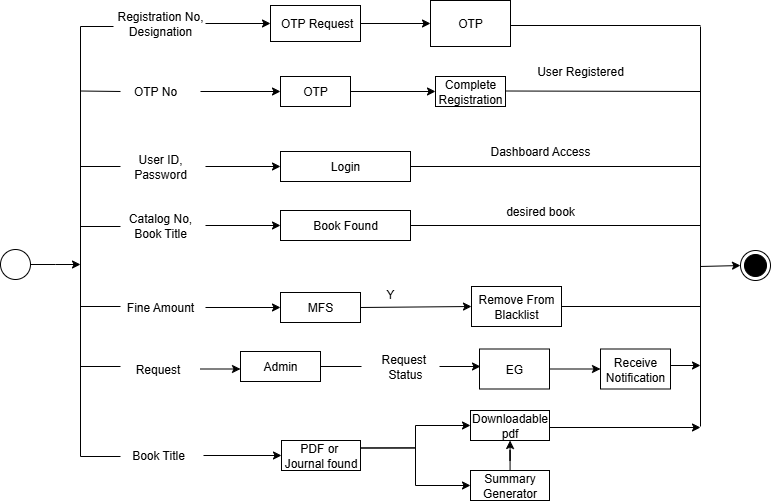 Registration No,
Designation
OTP Request
OTP
OTP No
OTP
Complete
Registration
User Registered
User ID,
Password
Login
Dashboard Access
Catalog No,
Book Title
Book Found
desired book
Fine Amount
MFS
Y
Remove From
Blacklist
Request
Admin
Request
Status
EG
Receive
Notification
Book Title
PDF or
Journal found
Downloadable
pdf
Summary
Generator